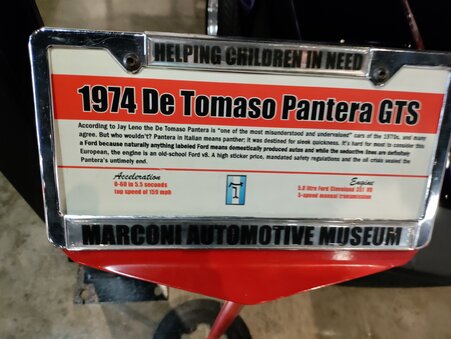 HELPING CHILDREN IN NEED
1974 De Tomaso Pantera GTS
According to Jay Leno the De Tomaso Pantera is "one of the most misunderstood and undervalued" cars of the 1970s, and many
agree. But who wouldn't? Pantera in Italian means panther; it was destined for sleek quickness. It's hard for most to consider this
a Ford because naturally anything Ford means domestically produced autos and while the seductive lines are definitely
European, the engine is an old-school Ford v8. A high sticker price, mandated safety regulations and the oil crisis sealed the
Pantera's untimely end.
Acceleration
0-60 in 5.5 seconds
top speed of 159 mph
Engine
5.8 litre Ford Cleveland 351 V8
5-speed manual transmission
MARCONI AUTOMOTIVE MUSEUM